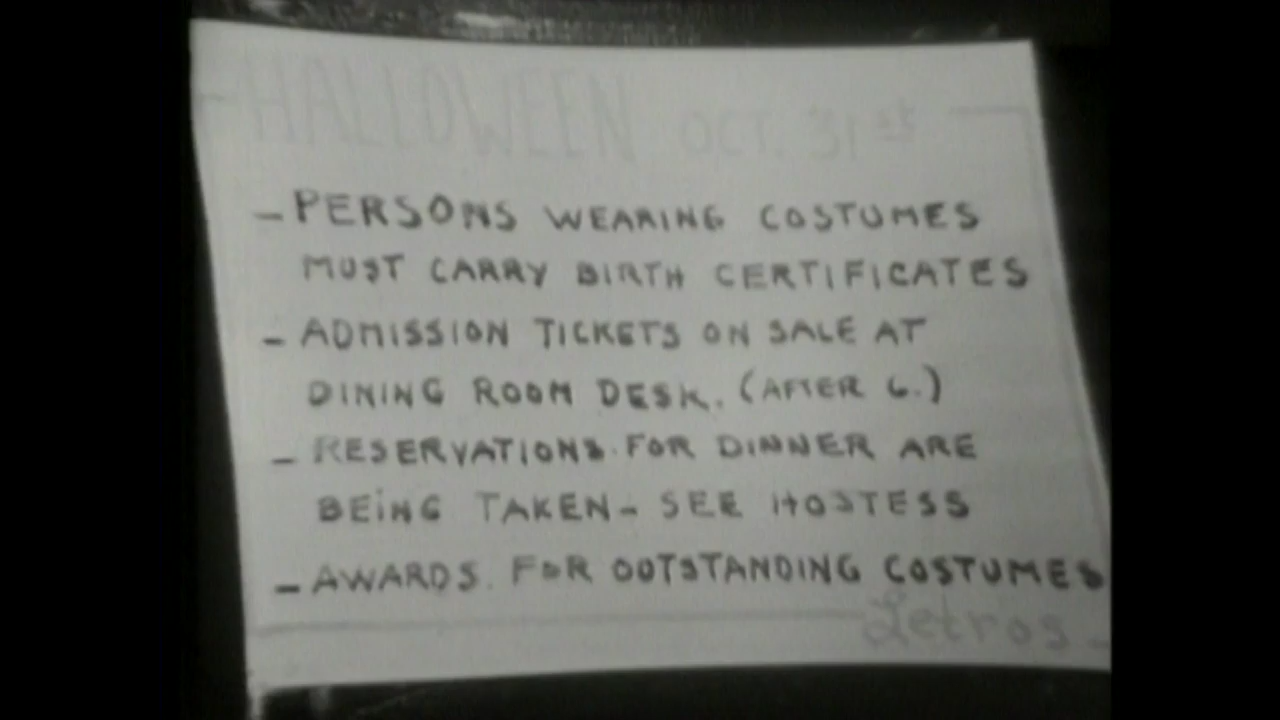 HALLOWEEN OCT. 31st
- PERSONS WEARING COSTUMES
MUST CARRY BIRTH CERTIFICATES
- ADMISSION TICKETS ON SALE AT
DINING ROOM DESK. (AFTER 6.)
- RESERVATIONS FOR DINNER ARE
BEiNG TAKEN - SEE HOSTESS
- AWARDS FOR OUTSTANDING COSTUMES
Letros